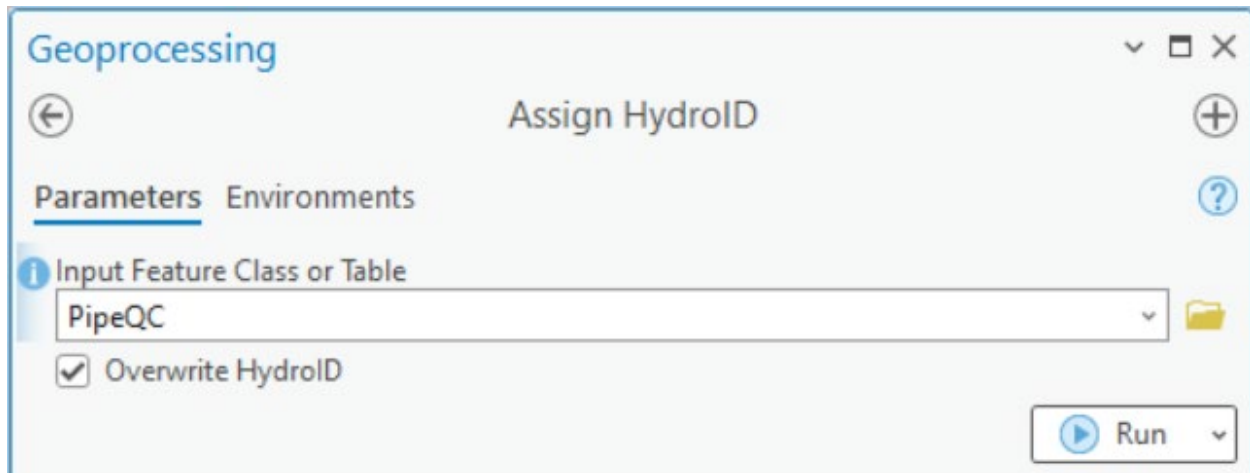 Geoprocessing
Assign HydroID
Parameters Environments
Input Feature Class or Table
PipeQC
Overwrite HydroID
Run